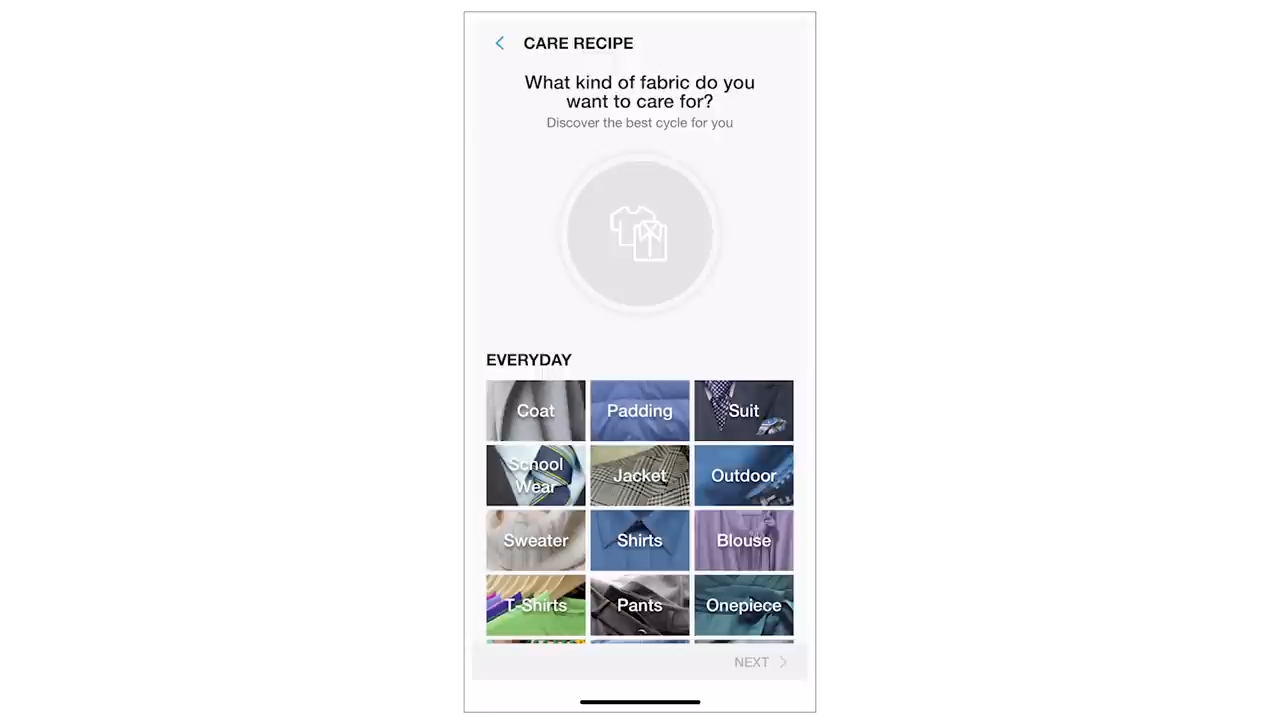 CARE RECIPE
What kind of fabric do you
want to care for?
Discover the best cycle for you
EVERYDAY
Coat
Padding
Suit
School
Wear
Jacket
Outdoor
Sweater
Shirts
Blouse
T-Shirts
Pants
Onepiece
NEXT